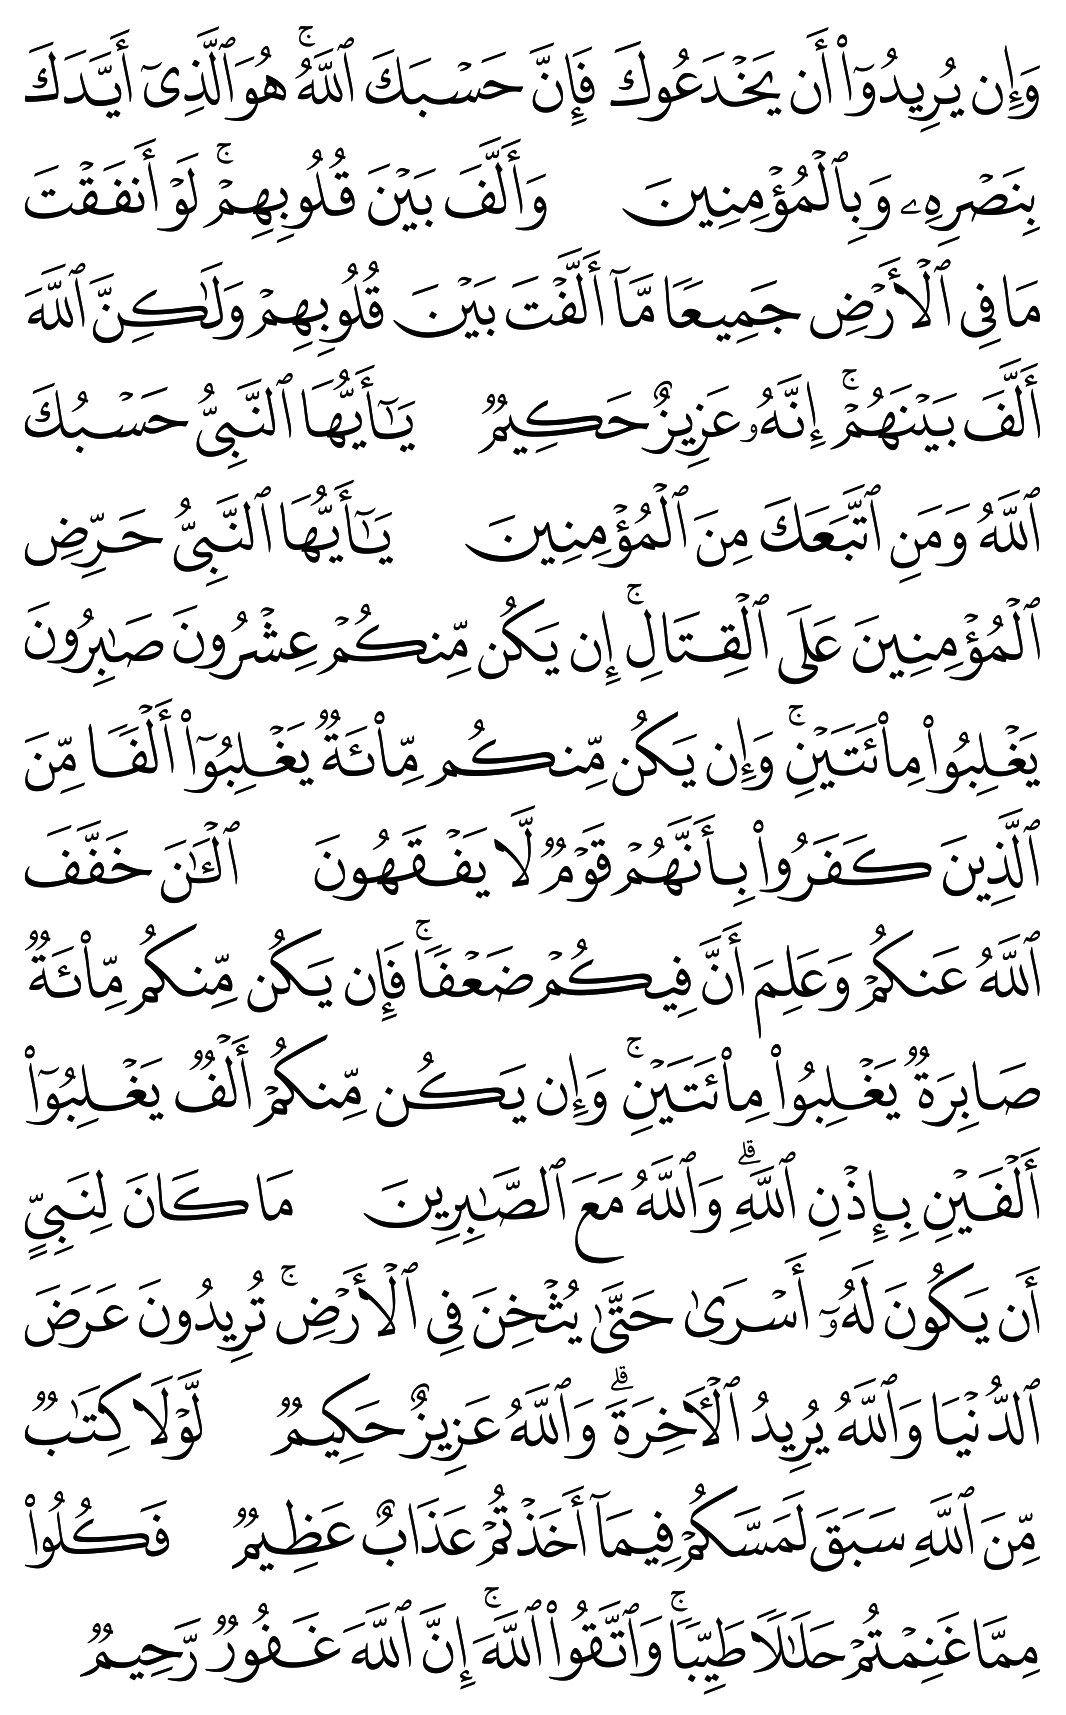 وَإِن يُرِيدُوٓا۟ أَن يَخْدَعُوكَ فَإِنَّ حَسْبَكَ ٱللَّهُ ۚ هُوَ ٱلَّذِىٓ أَيَّدَكَ
بِنَصْرِهِۦ وَبِٱلْمُؤْمِنِينَ وَأَلَّفَ بَيْنَ قُلُوبِهِمْ ۚ لَوْ أَنفَقْتَ
مَا فِى ٱلْأَرْضِ جَمِيعًا مَّآ أَلَّفْتَ بَيْنَ قُلُوبِهِمْ وَلَٰكِنَّ ٱللَّهَ
أَلَّفَ بَيْنَهُمْ ۚ إِنَّهُۥ عَزِيزٌ حَكِيمٌ يَٰٓأَيُّهَا ٱلنَّبِىُّ حَسْبُكَ
ٱللَّهُ وَمَنِ ٱتَّبَعَكَ مِنَ ٱلْمُؤْمِنِينَ يَٰٓأَيُّهَا ٱلنَّبِىُّ حَرِّضِ
ٱلْمُؤْمِنِينَ عَلَى ٱلْقِتَالِ ۚ إِن يَكُن مِّنكُمْ عِشْرُونَ صَٰبِرُونَ
يَغْلِبُوا۟ مِا۟ئَتَيْنِ ۚ وَإِن يَكُن مِّنكُم مِّا۟ئَةٌ يَغْلِبُوٓا۟ أَلْفًا مِّنَ
ٱلَّذِينَ كَفَرُوا۟ بِأَنَّهُمْ قَوْمٌ لَّا يَفْقَهُونَ ٱلْـَٰٔنَ خَفَّفَ
ٱللَّهُ عَنكُمْ وَعَلِمَ أَنَّ فِيكُمْ ضَعْفًا ۚ فَإِن يَكُن مِّنكُم مِّا۟ئَةٌ
صَابِرَةٌ يَغْلِبُوا۟ مِا۟ئَتَيْنِ ۚ وَإِن يَكُن مِّنكُمْ أَلْفٌ يَغْلِبُوٓا۟
أَلْفَيْنِ بِإِذْنِ ٱللَّهِ ۗ وَٱللَّهُ مَعَ ٱلصَّٰبِرِينَ مَا كَانَ لِنَبِىٍّ
أَن يَكُونَ لَهُۥٓ أَسْرَىٰ حَتَّىٰ يُثْخِنَ فِى ٱلْأَرْضِ ۚ تُرِيدُونَ عَرَضَ
ٱلدُّنْيَا وَٱللَّهُ يُرِيدُ ٱلْـَٔاخِرَةَ ۗ وَٱللَّهُ عَزِيزٌ حَكِيمٌ لَّوْلَا كِتَٰبٌ
مِّنَ ٱللَّهِ سَبَقَ لَمَسَّكُمْ فِيمَآ أَخَذْتُمْ عَذَابٌ عَظِيمٌ فَكُلُوا۟
مِمَّا غَنِمْتُمْ حَلَٰلًا طَيِّبًا ۚ وَٱتَّقُوا۟ ٱللَّهَ ۚ إِنَّ ٱللَّهَ غَفُورٌ رَّحِيمٌ